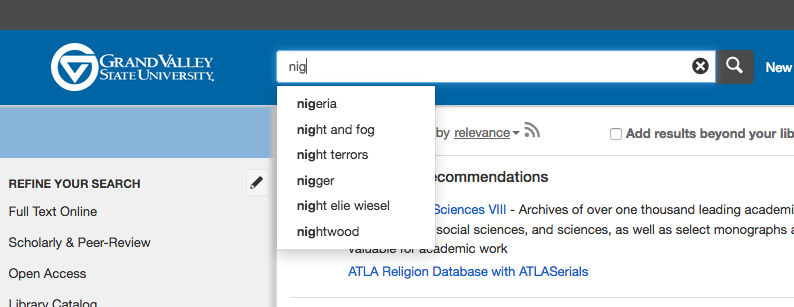 GRAND VALLEY
STATE UNIVERSITY
nig
New
nigeria
night and fog
night terrors
nigger
night elie wiesel
nightwood
by relevance
Add results beyond your lib
REFINE YOUR SEARCH
Full Text Online
Scholarly & Peer-Review
Open Access
Library Catalog
commendations
Sciences VIII - Archives of over one thousand leading academi
social sciences, and sciences, as well as select monographs a
valuable for academic work
ATLA Religion Database with ATLASerials